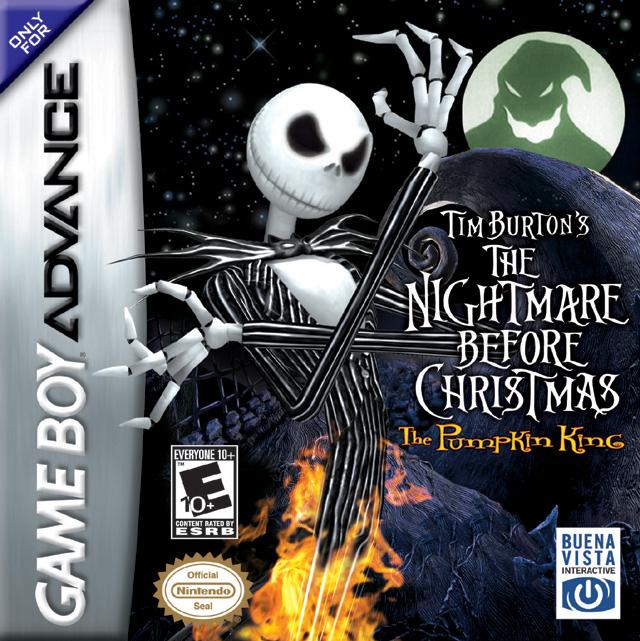 ONLY
FOR
GAME BOY ADVANCE
TIM BURTON'S
THE
NIGHTMARE
BEFORE
CHRISTMAS
The Pumpkin King
EVERYONE 10+
TM
E
10+
CONTENT RATED BY
ESRB
Official
Nintendo
Seal
BUENA
VISTA
INTERACTIVE